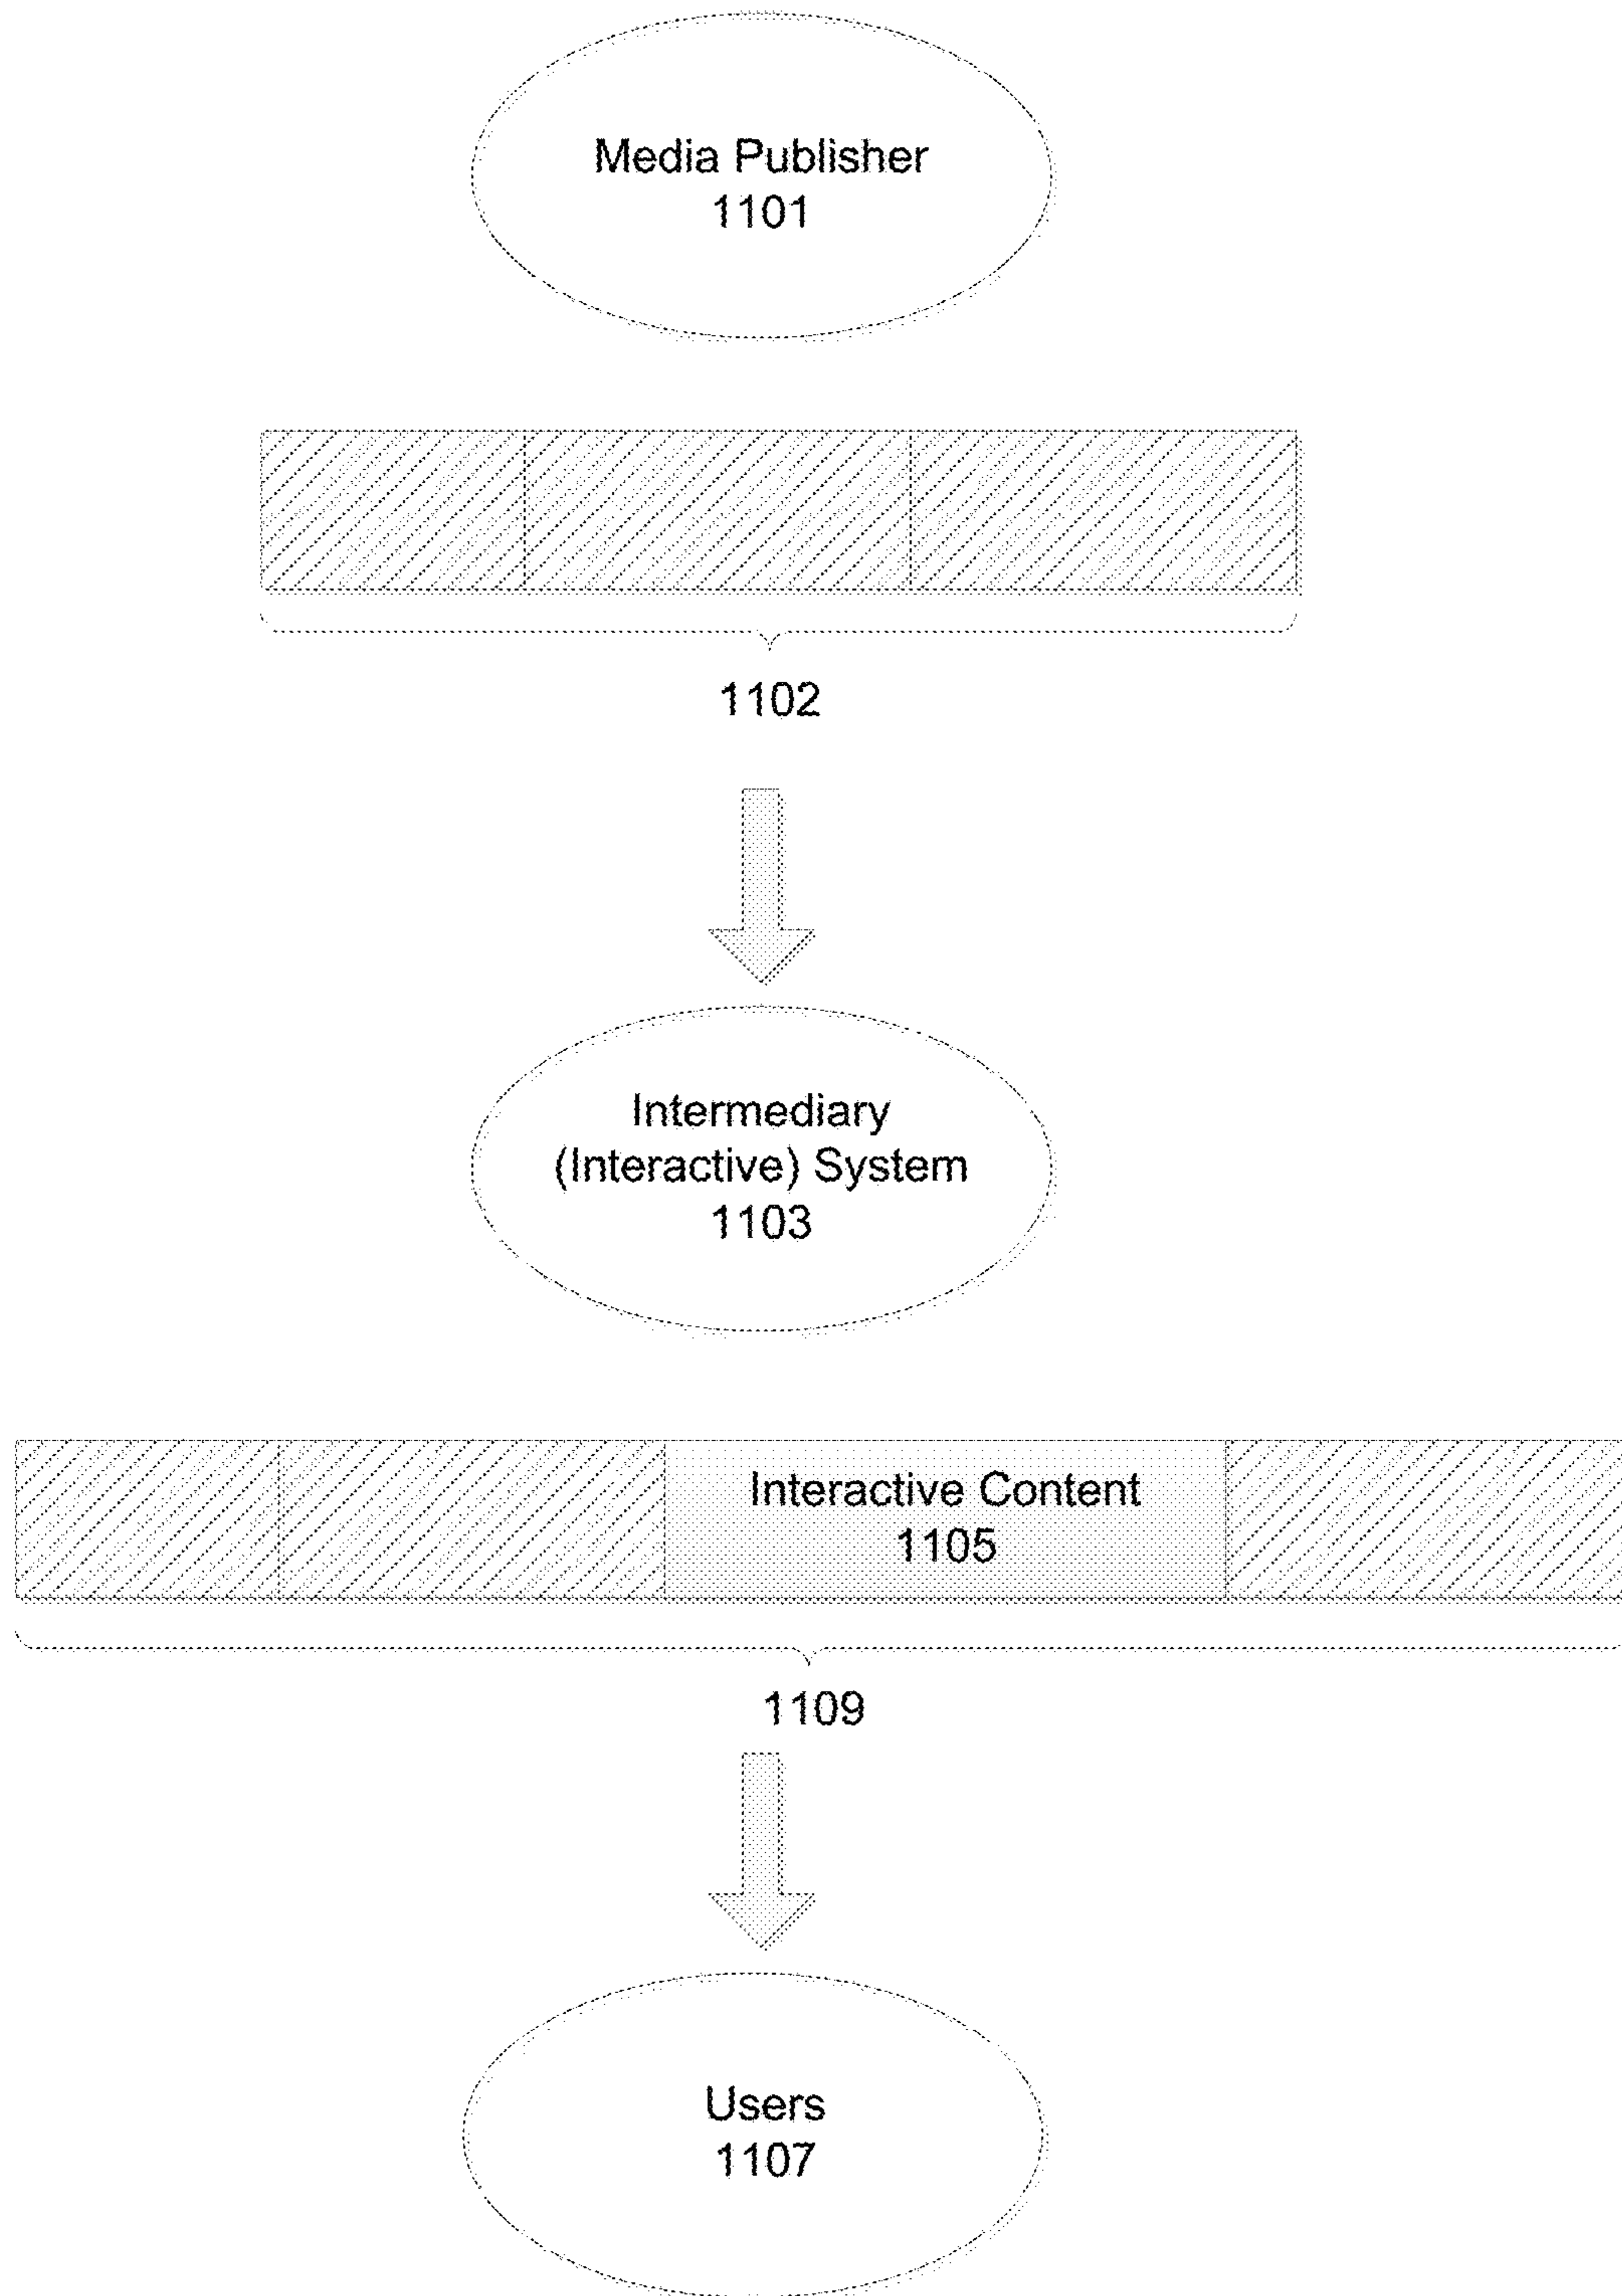 Media Publisher
1101
1102
Intermediary
(Interactive) System
1103
Interactive Content
1105
1109
Users
1107